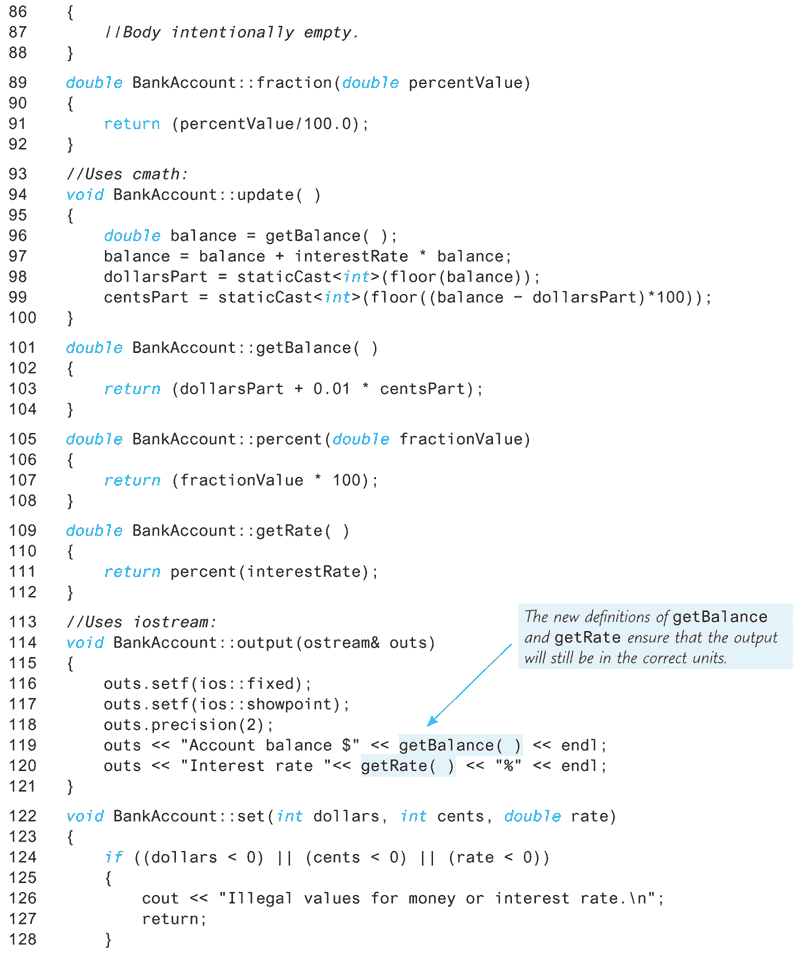 86    {
87        //Body intentionally empty.
88    }
89    double BankAccount::fraction(double percentValue)
90    {
91        return (percentValue/100.0);
92    }
93    //Uses cmath:
94    void BankAccount::update( )
95    {
96        double balance = getBalance( );
97        balance = balance + interestRate * balance;
98        dollarsPart = staticCast<int>(floor(balance));
99        centsPart = staticCast<int>(floor((balance − dollarsPart)*100));
100    }
101    double BankAccount::getBalance( )
102    {
103        return (dollarsPart + 0.01 * centsPart);
104    }
105    double BankAccount::percent(double fractionValue)
106    {
107        return (fractionValue * 100);
108    }
109    double BankAccount::getRate( )
110    {
111        return percent(interestRate);
112    }
113    //Uses iostream:
114    void BankAccount::output(ostream& outs)
115    {
116        outs.setf(ios::fixed);
117        outs.setf(ios::showpoint);
118        outs.precision(2);
119        outs << "Account balance $" << getBalance( ) << endl;
120        outs << "Interest rate "<< getRate( ) << "%" << endl;
121    }
The new definitions of getBalance
and getRate ensure that the output
will still be in the correct units.
122    void BankAccount::set(int dollars, int cents, double rate)
123    {
124        if ((dollars < 0) || (cents < 0) || (rate < 0))
125        {
126            cout << "Illegal values for money or interest rate.\n";
127            return;
128        }